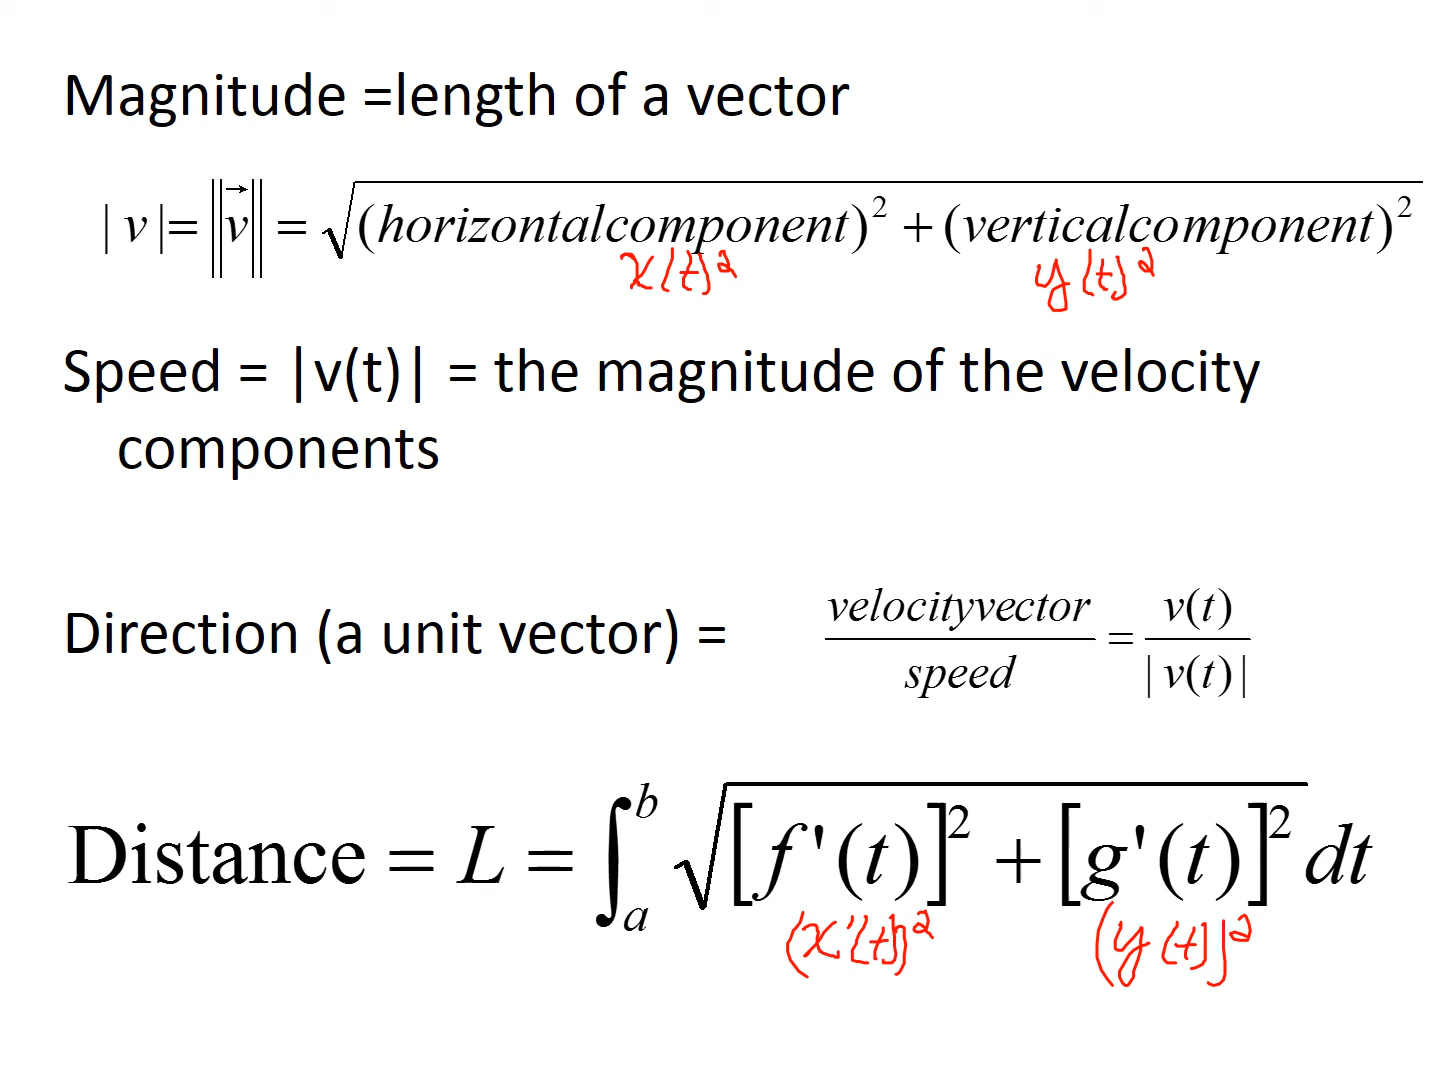 Magnitude =length of a vector
| v |= ‖v⃗‖ = √(horizontalcomponent)² + (verticalcomponent)²
x(t)² y(t)²
Speed = |v(t)| = the magnitude of the velocity
components
Direction (a unit vector) = velocityvector/speed = v(t)/| v(t) |
Distance = L = ∫ₐᵇ √[f'(t)]² + [g'(t)]² dt
(x'(t))² (y(t))²